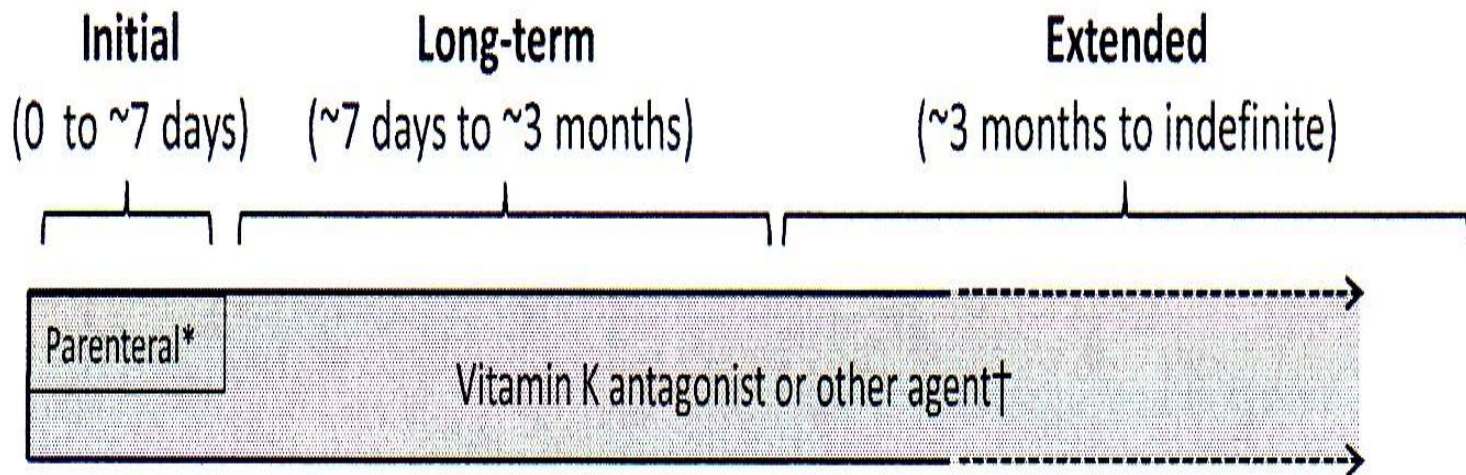 Initial
(0 to ~7 days)
Long-term
(~7 days to ~3 months)
Extended
(~3 months to indefinite)
Parenteral*
Vitamin K antagonist or other agent†